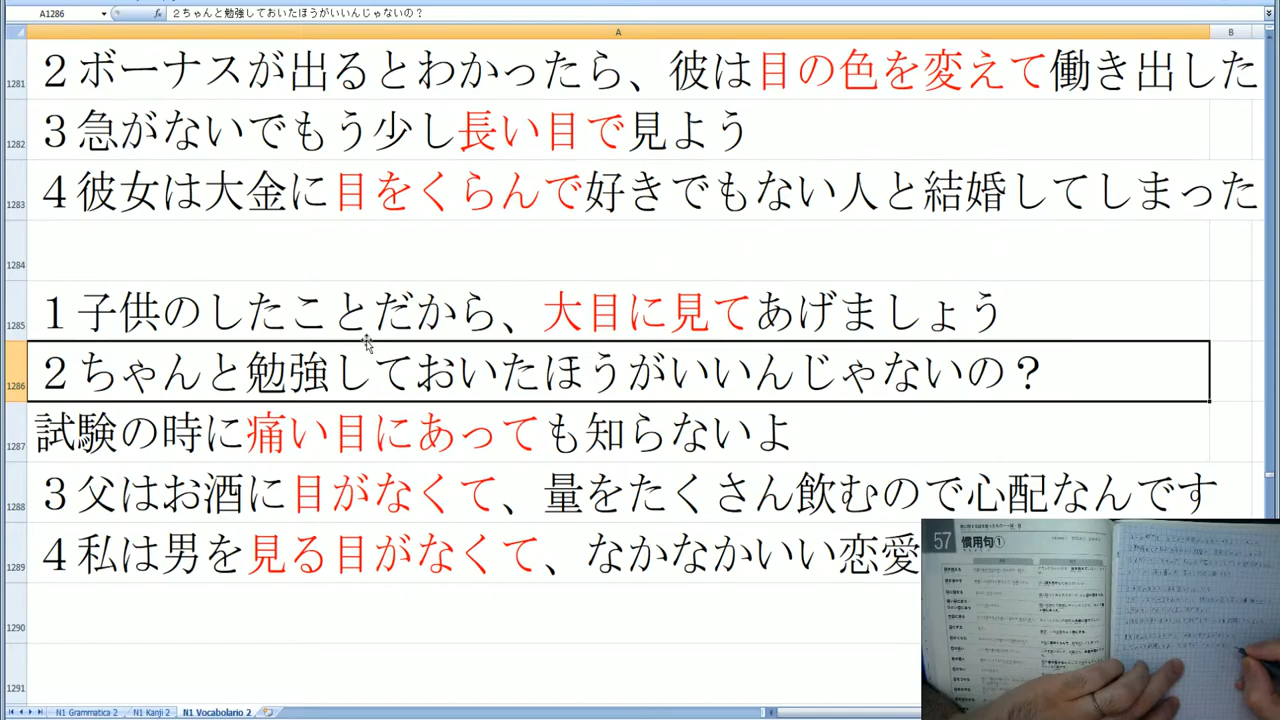 A1286
２ちゃんと勉強しておいたほうがいいんじゃないの？
A
B
1281
２ボーナスが出るとわかったら、彼は目の色を変えて働き出した
1282
３急がないでもう少し長い目で見よう
1283
４彼女は大金に目をくらんで好きでもない人と結婚してしまった
1284
1285
１子供のしたことだから、大目に見てあげましょう
1286
２ちゃんと勉強しておいたほうがいいんじゃないの？
1287
試験の時に痛い目にあっても知らないよ
1288
３父はお酒に目がなくて、量をたくさん飲むので心配なんです
1289
４私は男を見る目がなくて、なかなかいい恋愛
1290
1291
57
慣用句①
N1 Grammatica 2
N1 Kanji 2
N1 Vocabolario 2